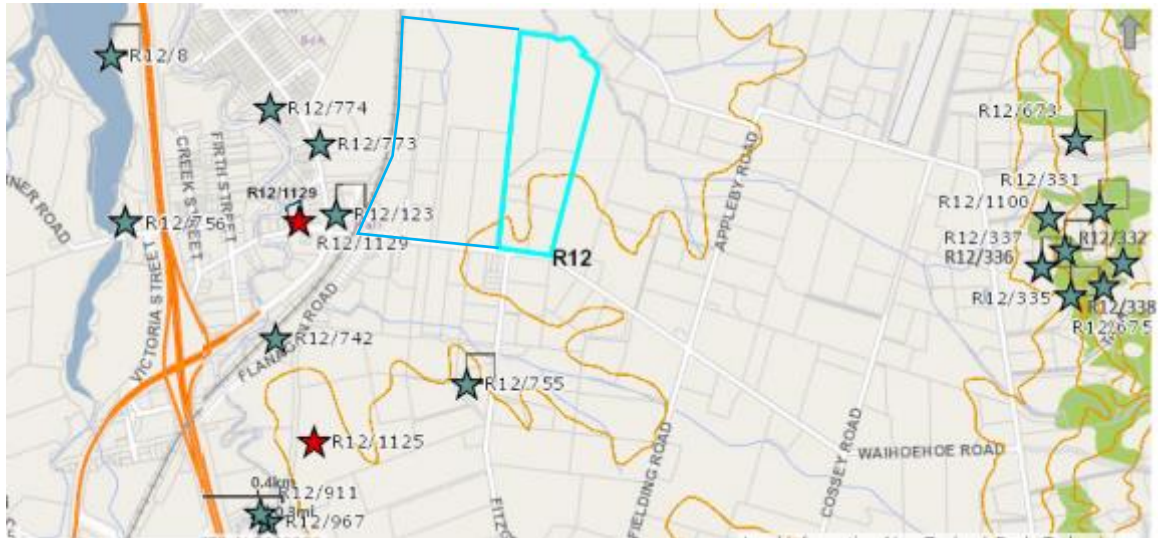 R12/8
R12/774
R12/773
R12/673
R12/331
R12/1100
R12/1129
R12/123
R12/756
R12/1129
R12/337
R12/332
R12/336
R12
R12/335
R12/338
R12/675
CREEK STREET
FIRTH STREET
VICTORIA STREET
FLANAGAN ROAD
APPLEBY ROAD
R12/742
R12/755
R12/1125
WAIHOEHOE ROAD
COSSEY ROAD
FIELDING ROAD
0.4km
R12/911
0.3mi
R12/967